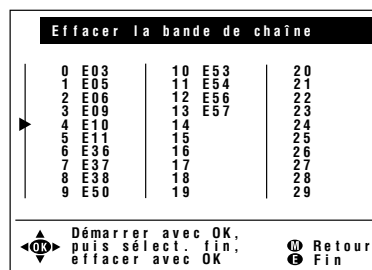 Effacer la bande de chaîne
0 E03 10 E53 20
1 E05 11 E54 21
2 E06 12 E56 22
3 E09 13 E57 23
4 E10 14 24
5 E11 15 25
6 E36 16 26
7 E37 17 27
8 E38 18 28
9 E50 19 29
Démarrer avec OK,
OK puis sélect. fin, M Retour
effacer avec OK E Fin